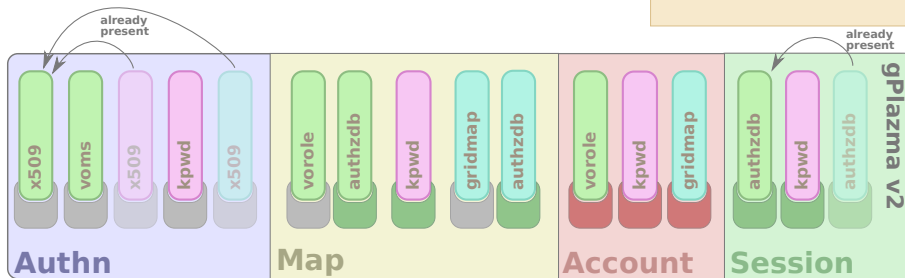 already
present
already
present
x509
voms
x509
kpwd
x509
vorole
authzdb
kpwd
gridmap
authzdb
vorole
kpwd
gridmap
authzdb
kpwd
authzdb
gPlazma v2
Authn
Map
Account
Session